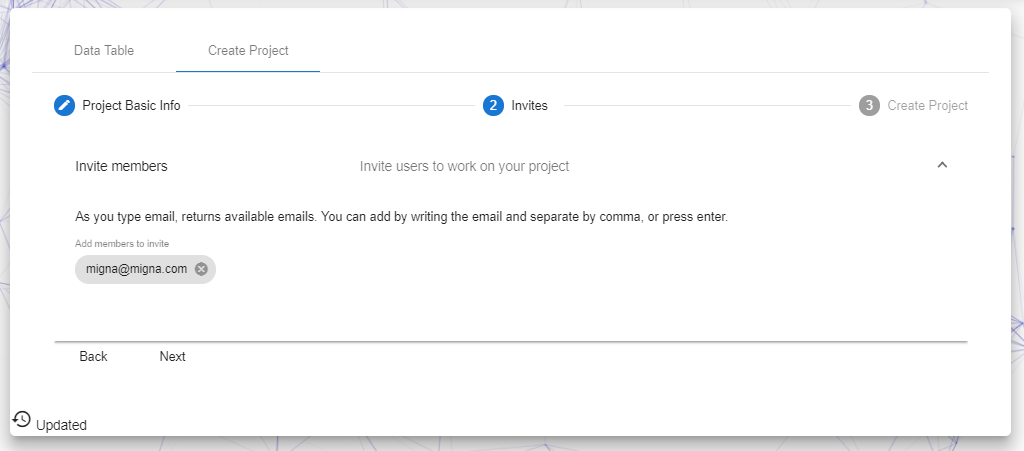 Data Table Create Project
Project Basic Info 2 Invites 3 Create Project
Invite members Invite users to work on your project
As you type email, returns available emails. You can add by writing the email and separate by comma, or press enter.
Add members to invite
migna@migna.com
Back Next
Updated